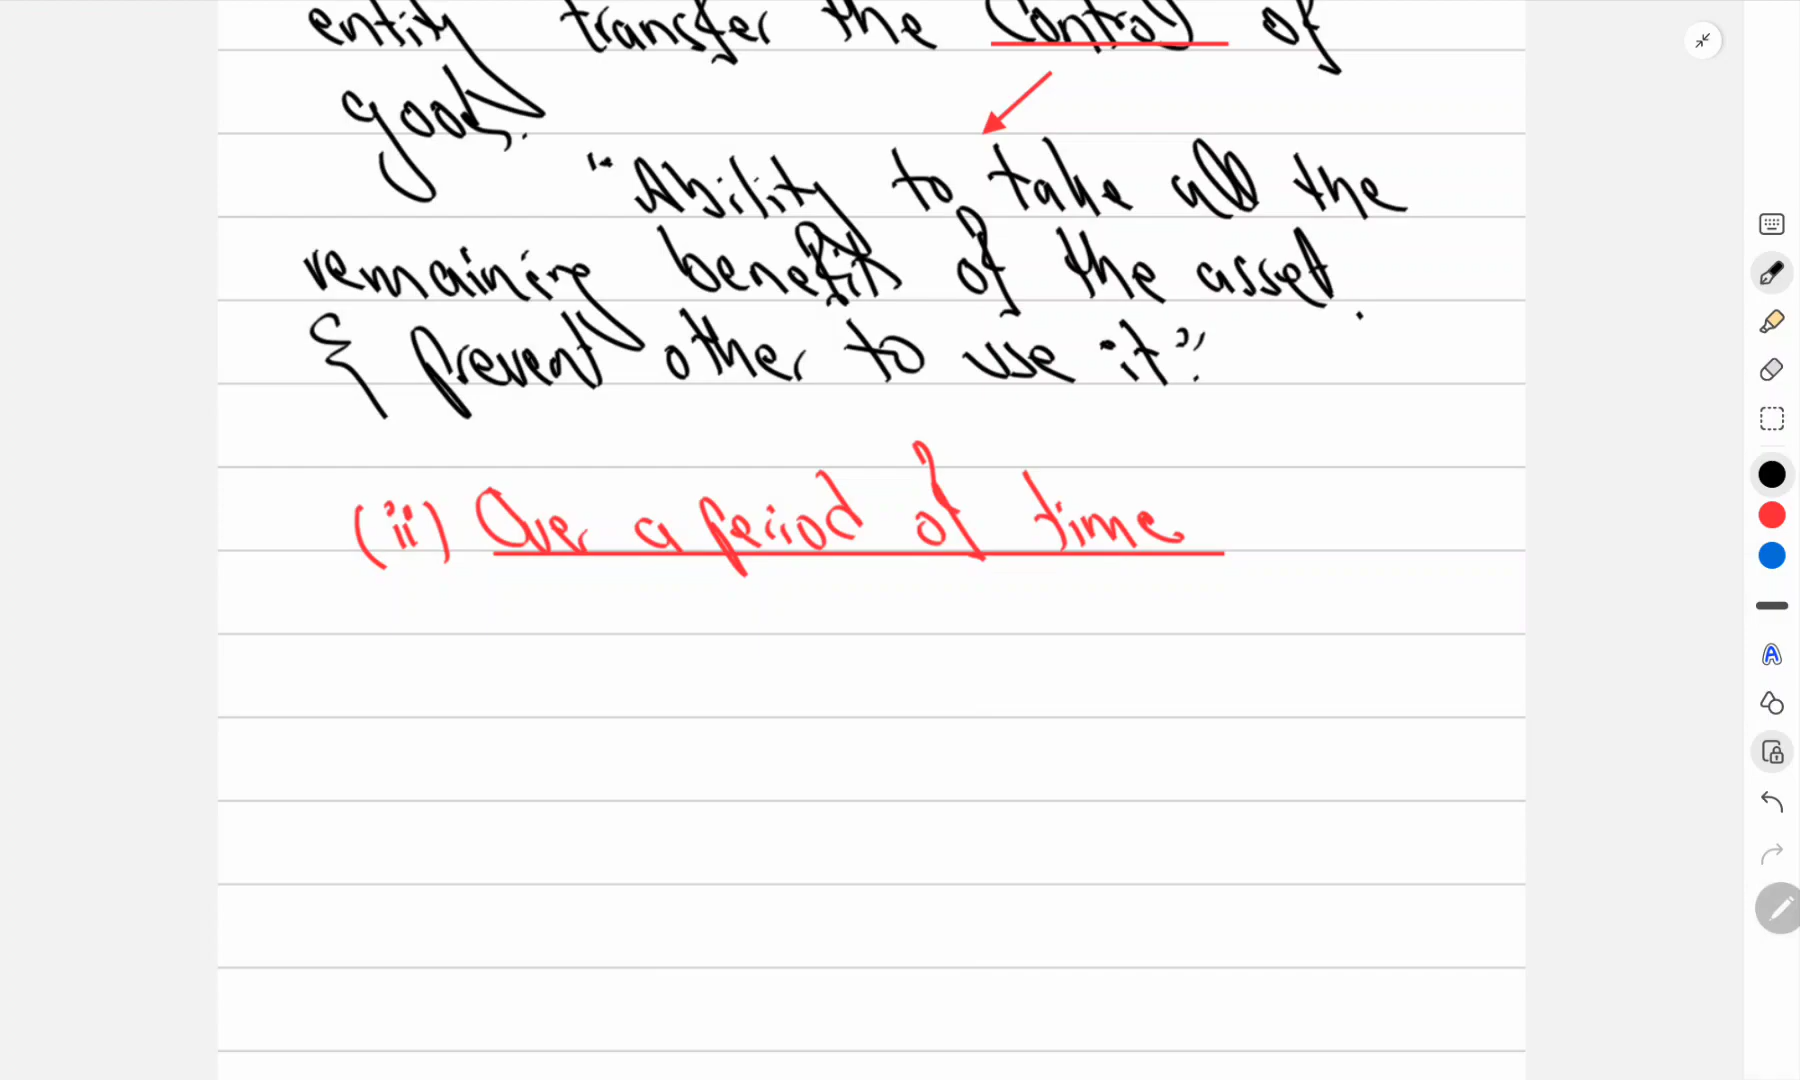 entity transfer the control of
goods.
"Ability to take all the
remaining benefits of the asset.
& prevent other to use it".
(ii) Over a period of time